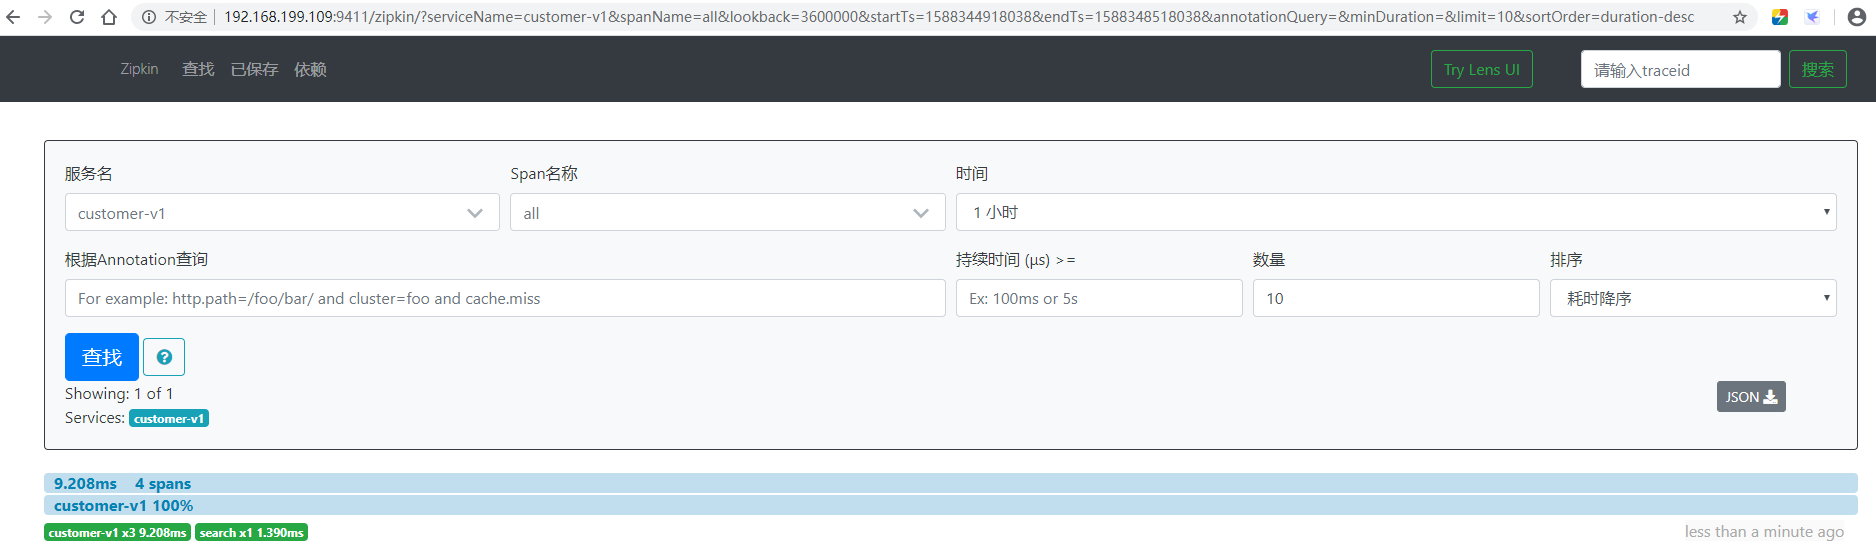 不安全 192.168.199.109:9411/zipkin/?serviceName=customer-v1&spanName=all&lookback=3600000&startTs=1588344918038&endTs=1588348518038&annotationQuery=&minDuration=&limit=10&sortOrder=duration-desc
Zipkin 查找 已保存 依赖 Try Lens UI 请输入traceid 搜索
服务名 Span名称 时间
customer-v1 all 1 小时
根据Annotation查询 持续时间 (μs) >= 数量 排序
For example: http.path=/foo/bar/ and cluster=foo and cache.miss Ex: 100ms or 5s 10 耗时降序
查找
Showing: 1 of 1 JSON
Services: customer-v1
9.208ms 4 spans
customer-v1 100%
customer-v1 x3 9.208ms search x1 1.390ms less than a minute ago